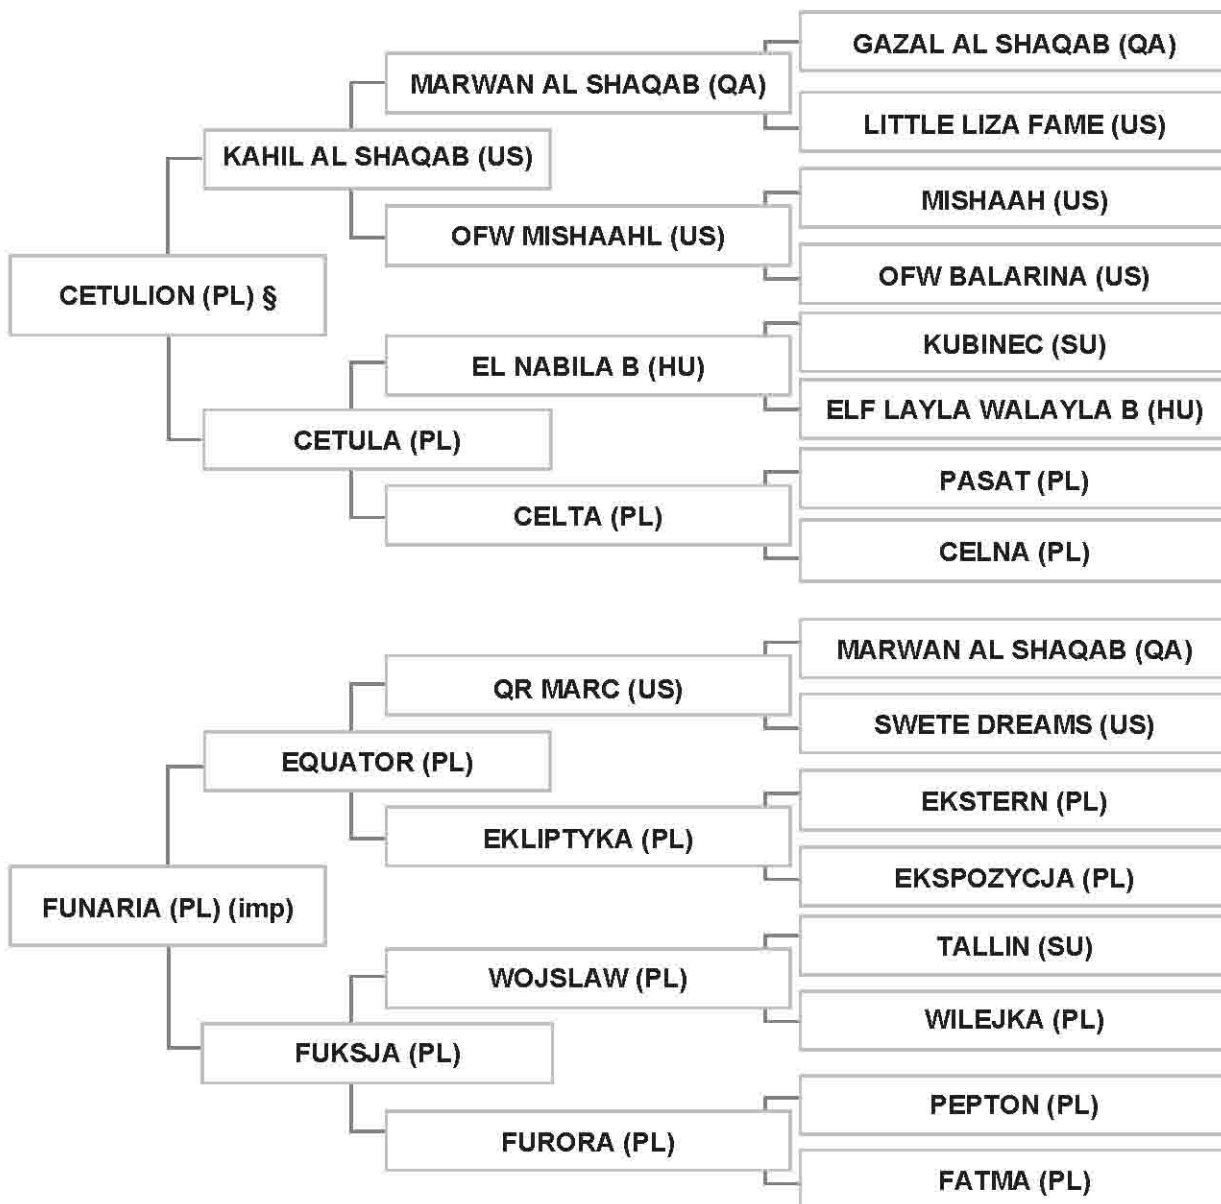 GAZAL AL SHAQAB (QA)
MARWAN AL SHAQAB (QA)
LITTLE LIZA FAME (US)
KAHIL AL SHAQAB (US)
MISHAAH (US)
OFW MISHAAHL (US)
OFW BALARINA (US)
CETULION (PL) §
KUBINEC (SU)
EL NABILA B (HU)
ELF LAYLA WALAYLA B (HU)
CETULA (PL)
PASAT (PL)
CELTA (PL)
CELNA (PL)
MARWAN AL SHAQAB (QA)
QR MARC (US)
SWETE DREAMS (US)
EQUATOR (PL)
EKSTERN (PL)
EKLIPTYKA (PL)
EKSPOZYCJA (PL)
FUNARIA (PL) (imp)
TALLIN (SU)
WOJSLAW (PL)
WILEJKA (PL)
FUKSJA (PL)
PEPTON (PL)
FURORA (PL)
FATMA (PL)